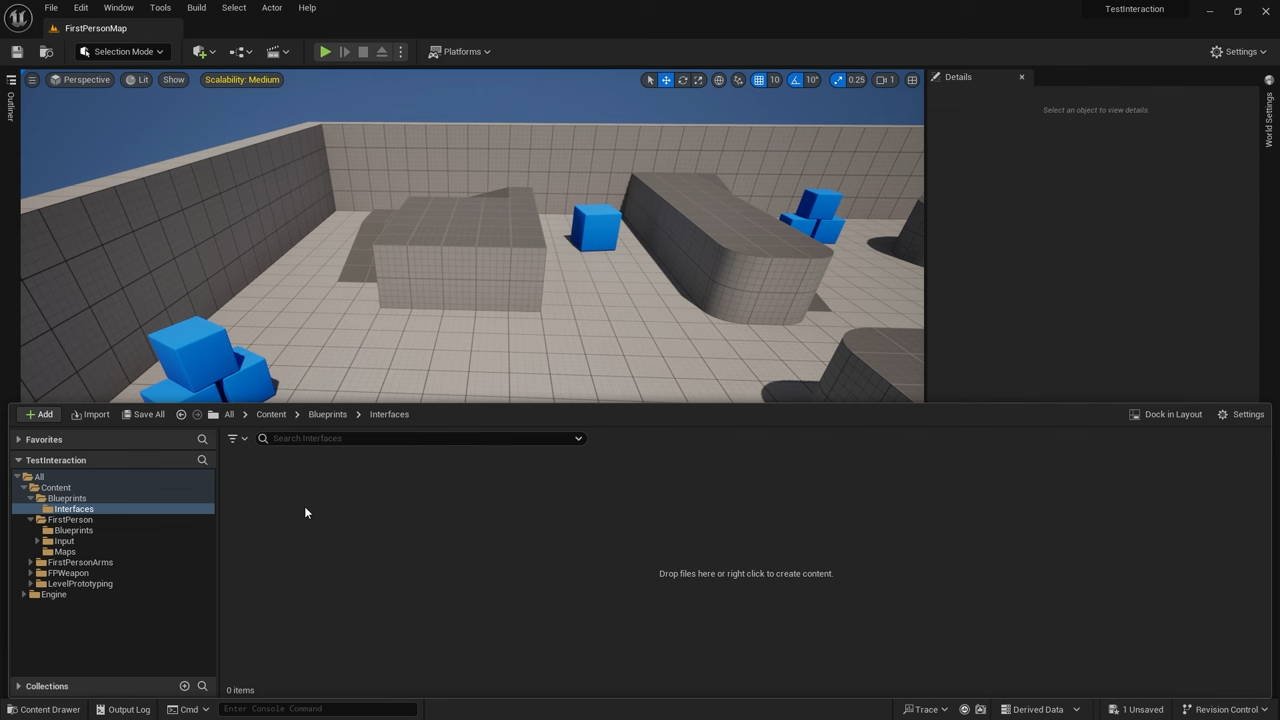 File Edit Window Tools Build Select Actor Help
TestInteraction
FirstPersonMap
Selection Mode
Platforms
Settings
Perspective
Lit
Show
Scalability: Medium
10
10°
0.25
1
Outliner
Details
Select an object to view details.
World Settings
Add
Import
Save All
All
Content
Blueprints
Interfaces
Dock in Layout
Settings
Favorites
Search Interfaces
TestInteraction
All
Content
Blueprints
Interfaces
FirstPerson
Blueprints
Input
Maps
FirstPersonArms
FPWeapon
LevelPrototyping
Engine
Drop files here or right click to create content.
Collections
0 items
Content Drawer
Output Log
Cmd
Enter Console Command
Trace
Derived Data
1 Unsaved
Revision Control